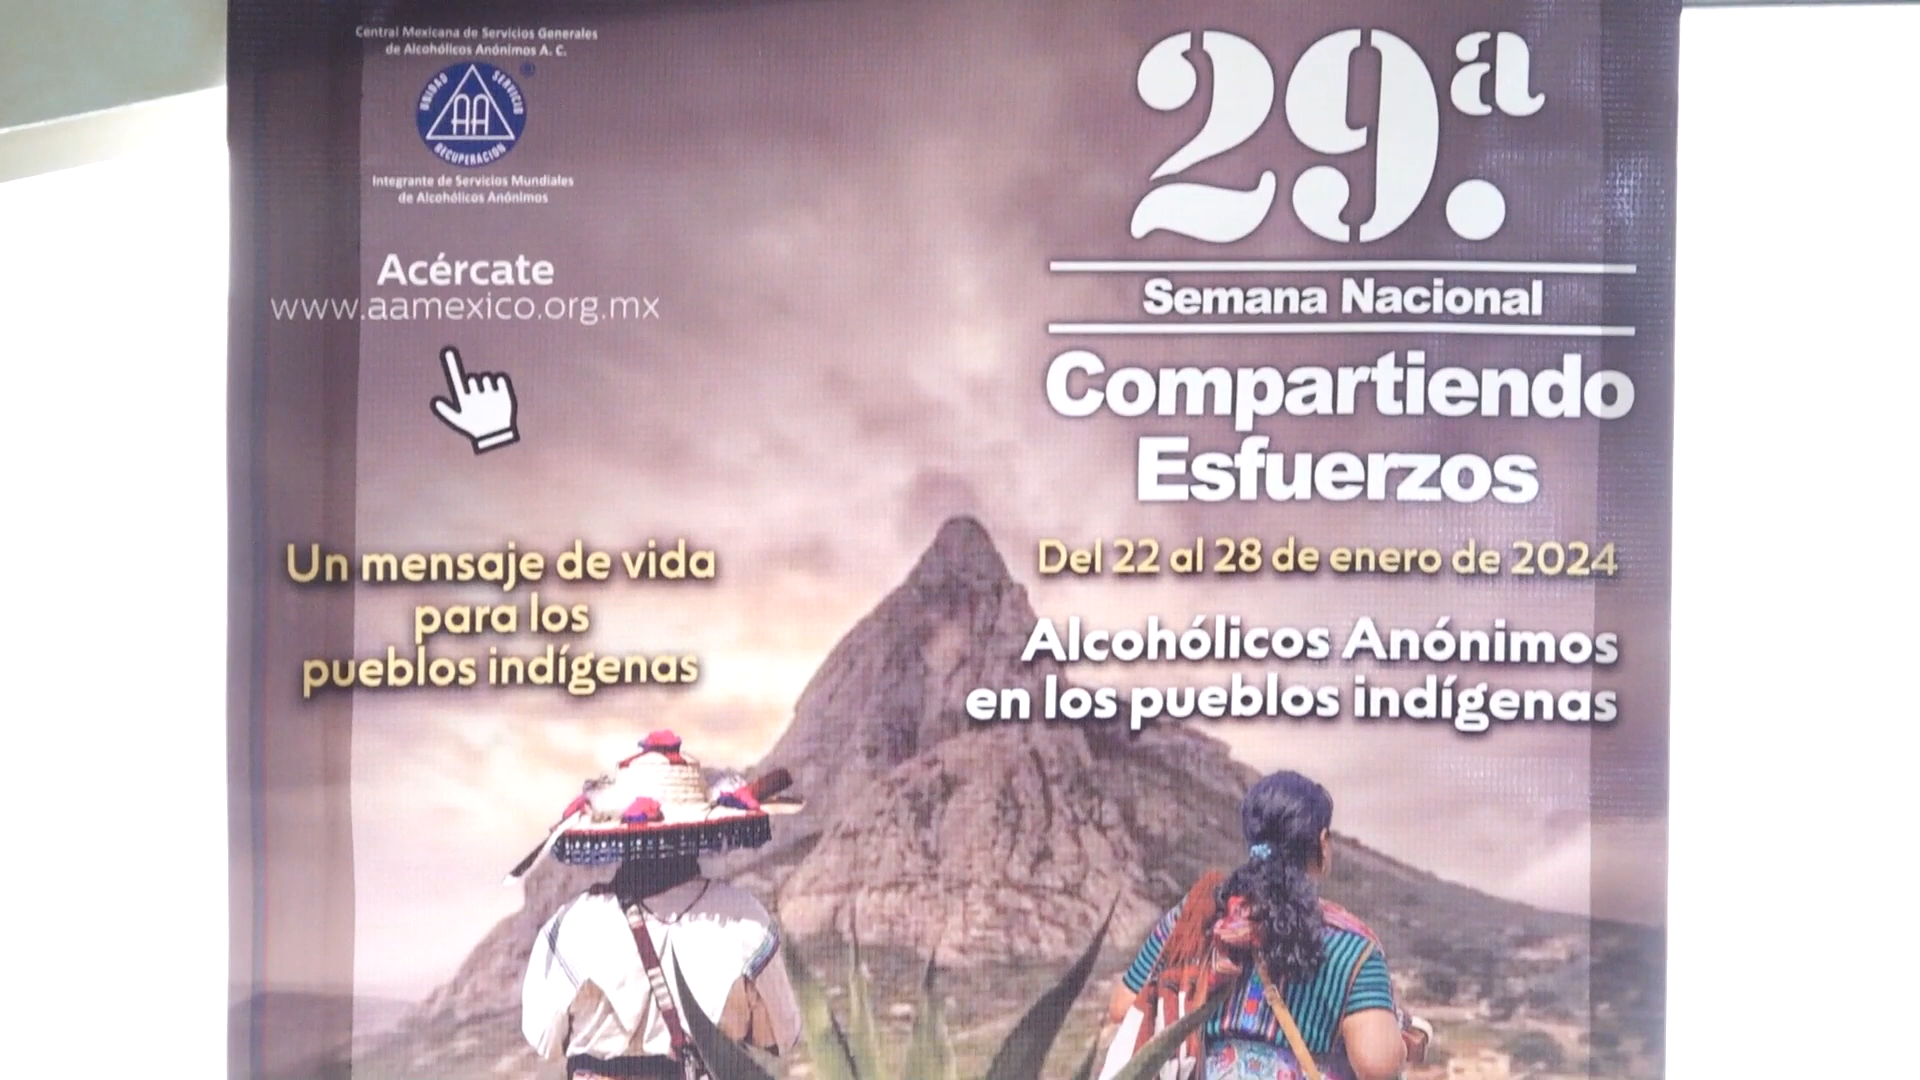 Central Mexicana de Servicios Generales
de Alcohólicos Anónimos A. C.
UNIDAD SERVICIO
AA
RECUPERACION
®
Integrante de Servicios Mundiales
de Alcohólicos Anónimos
Acércate
www.aamexico.org.mx
Un mensaje de vida
para los
pueblos indígenas
29.ª
Semana Nacional
Compartiendo
Esfuerzos
Del 22 al 28 de enero de 2024
Alcohólicos Anónimos
en los pueblos indígenas